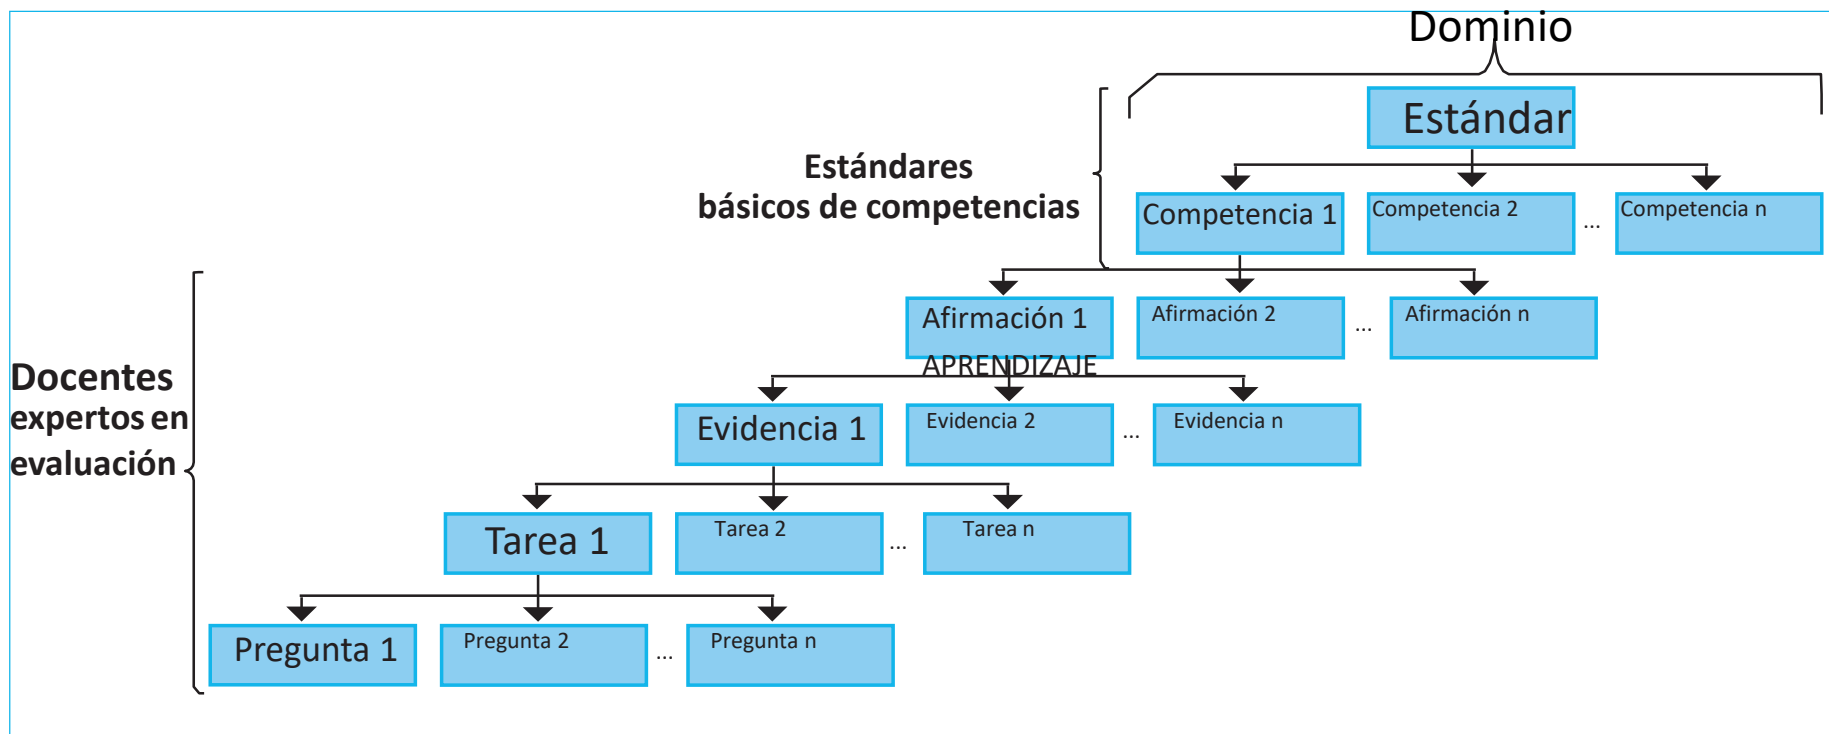 Dominio
Estándar
Estándares
básicos de competencias
Competencia 1
Competencia 2
...
Competencia n
Afirmación 1
APRENDIZAJE
Afirmación 2
...
Afirmación n
Docentes
expertos en
evaluación
Evidencia 1
Evidencia 2
...
Evidencia n
Tarea 1
Tarea 2
...
Tarea n
Pregunta 1
Pregunta 2
...
Pregunta n